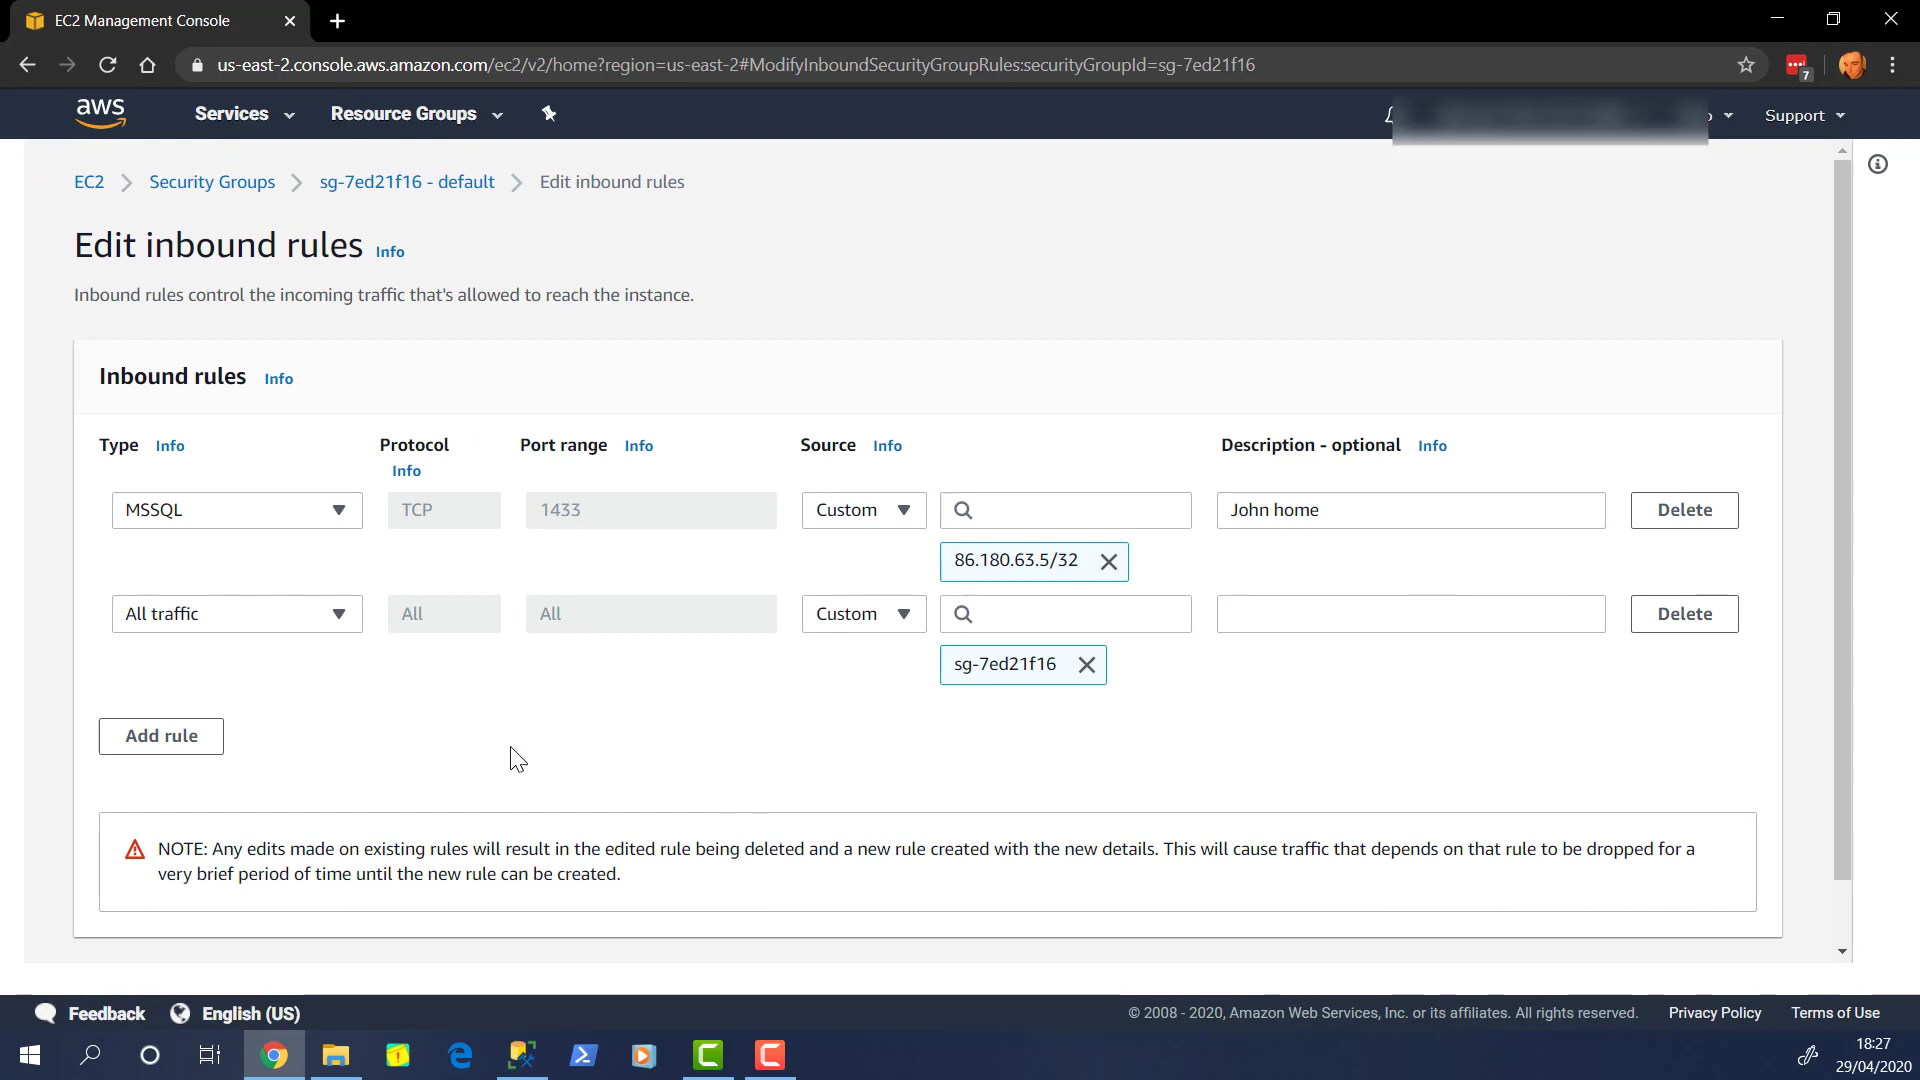 EC2 Management Console
us-east-2.console.aws.amazon.com/ec2/v2/home?region=us-east-2#ModifyInboundSecurityGroupRules:securityGroupId=sg-7ed21f16
7
aws Services Resource Groups Support
EC2 Security Groups sg-7ed21f16 - default Edit inbound rules
Edit inbound rules Info
Inbound rules control the incoming traffic that's allowed to reach the instance.
Inbound rules Info
Type Info Protocol Port range Info Source Info Description - optional Info
Info
MSSQL TCP 1433 Custom John home Delete
86.180.63.5/32
All traffic All All Custom Delete
sg-7ed21f16
Add rule
NOTE: Any edits made on existing rules will result in the edited rule being deleted and a new rule created with the new details. This will cause traffic that depends on that rule to be dropped for a
very brief period of time until the new rule can be created.
Feedback English (US) © 2008 - 2020, Amazon Web Services, Inc. or its affiliates. All rights reserved. Privacy Policy Terms of Use
18:27
29/04/2020